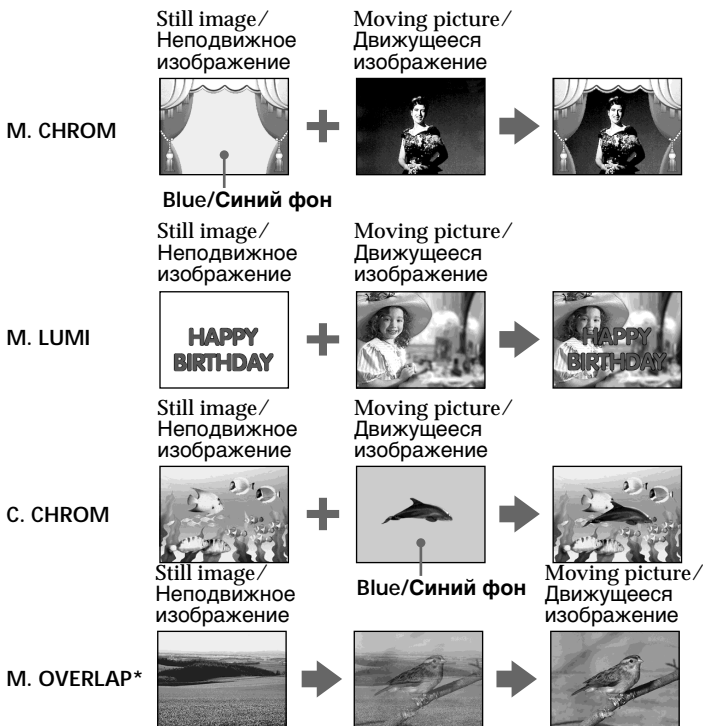 Still image/
Неподвижное
изображение
Moving picture/
Движущееся
изображение
M. CHROM
Blue/Синий фон
Still image/
Неподвижное
изображение
Moving picture/
Движущееся
изображение
M. LUMI
HAPPY
BIRTHDAY
HAPPY
BIRTHDAY
Still image/
Неподвижное
изображение
Moving picture/
Движущееся
изображение
C. CHROM
Blue/Синий фон
Still image/
Неподвижное
изображение
Moving picture/
Движущееся
изображение
M. OVERLAP*